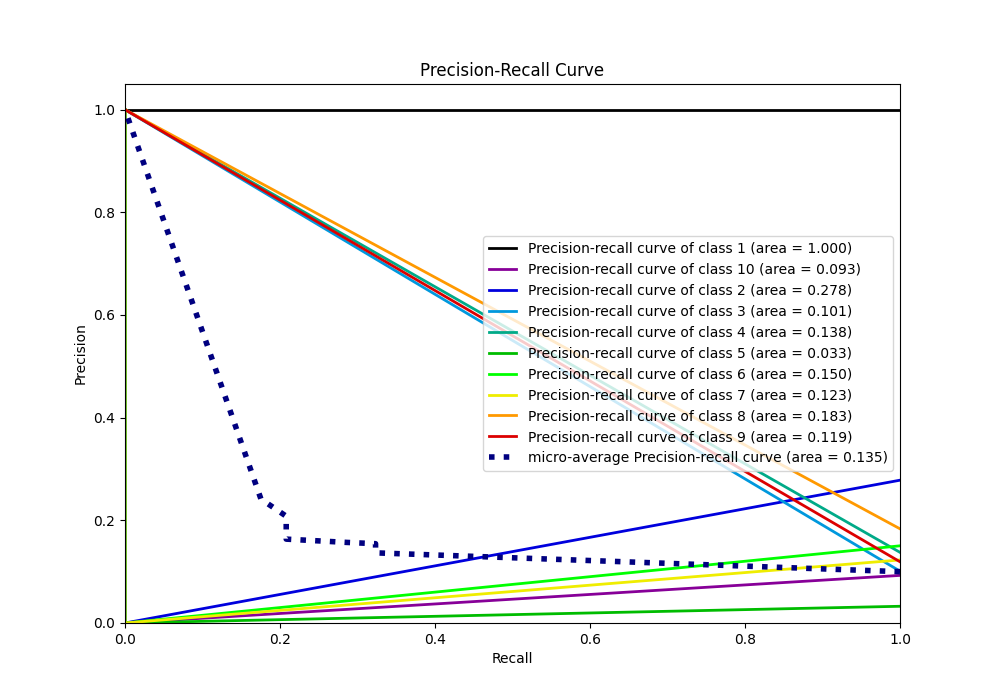 Precision-Recall Curve
Precision
1.0
0.8
0.6
0.4
0.2
0.0
Precision-recall curve of class 1 (area = 1.000)
Precision-recall curve of class 10 (area = 0.093)
Precision-recall curve of class 2 (area = 0.278)
Precision-recall curve of class 3 (area = 0.101)
Precision-recall curve of class 4 (area = 0.138)
Precision-recall curve of class 5 (area = 0.033)
Precision-recall curve of class 6 (area = 0.150)
Precision-recall curve of class 7 (area = 0.123)
Precision-recall curve of class 8 (area = 0.183)
Precision-recall curve of class 9 (area = 0.119)
micro-average Precision-recall curve (area = 0.135)
0.0 0.2 0.4 0.6 0.8 1.0
Recall